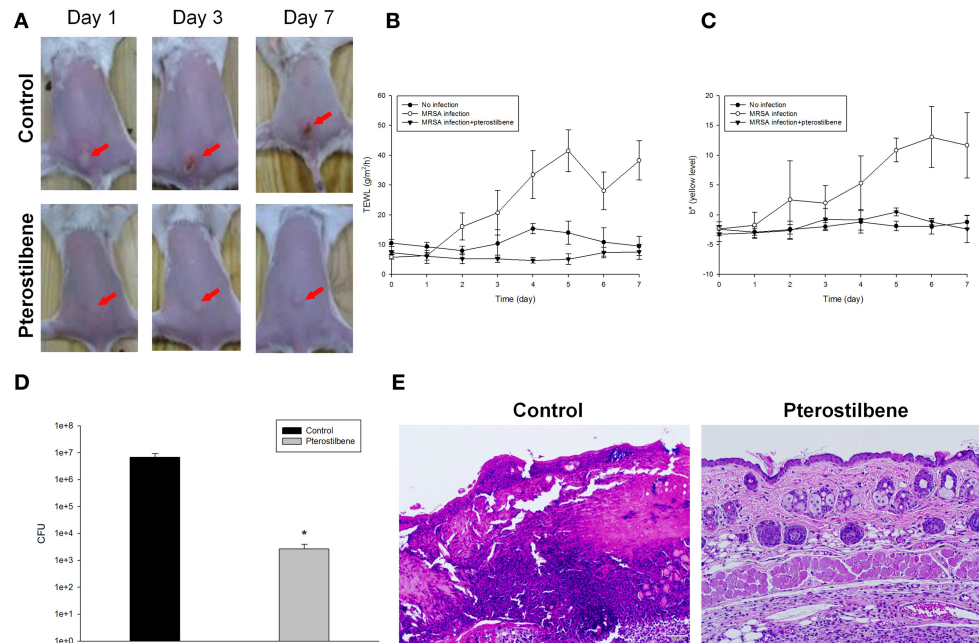 A
Day 1
Day 3
Day 7
Control
Pterostilbene
B
No infection
MRSA infection
MRSA infection+pterostilbene
TEWL (g/m²/h)
60
50
40
30
20
10
0
0 1 2 3 4 5 6 7
Time (day)
C
No infection
MRSA infection
MRSA infection+pterostilbene
b* (yellow level)
20
15
10
5
0
-5
-10
0 1 2 3 4 5 6 7
Time (day)
D
Control
Pterostilbene
CFU
1e+8
1e+7
1e+6
1e+5
1e+4
1e+3
1e+2
1e+1
1e+0
*
E
Control
Pterostilbene